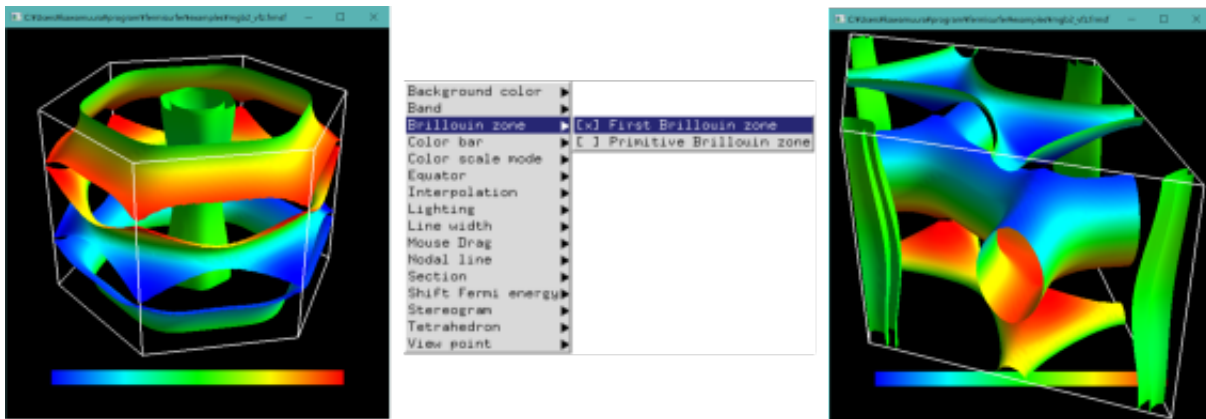 Background color
Band
Brillouin zone
[x] First Brillouin zone
[ ] Primitive Brillouin zone
Color bar
Color scale mode
Equator
Interpolation
Lighting
Line width
Mouse Drag
Nodal line
Section
Shift Fermi energy
Stereogram
Tetrahedron
View point